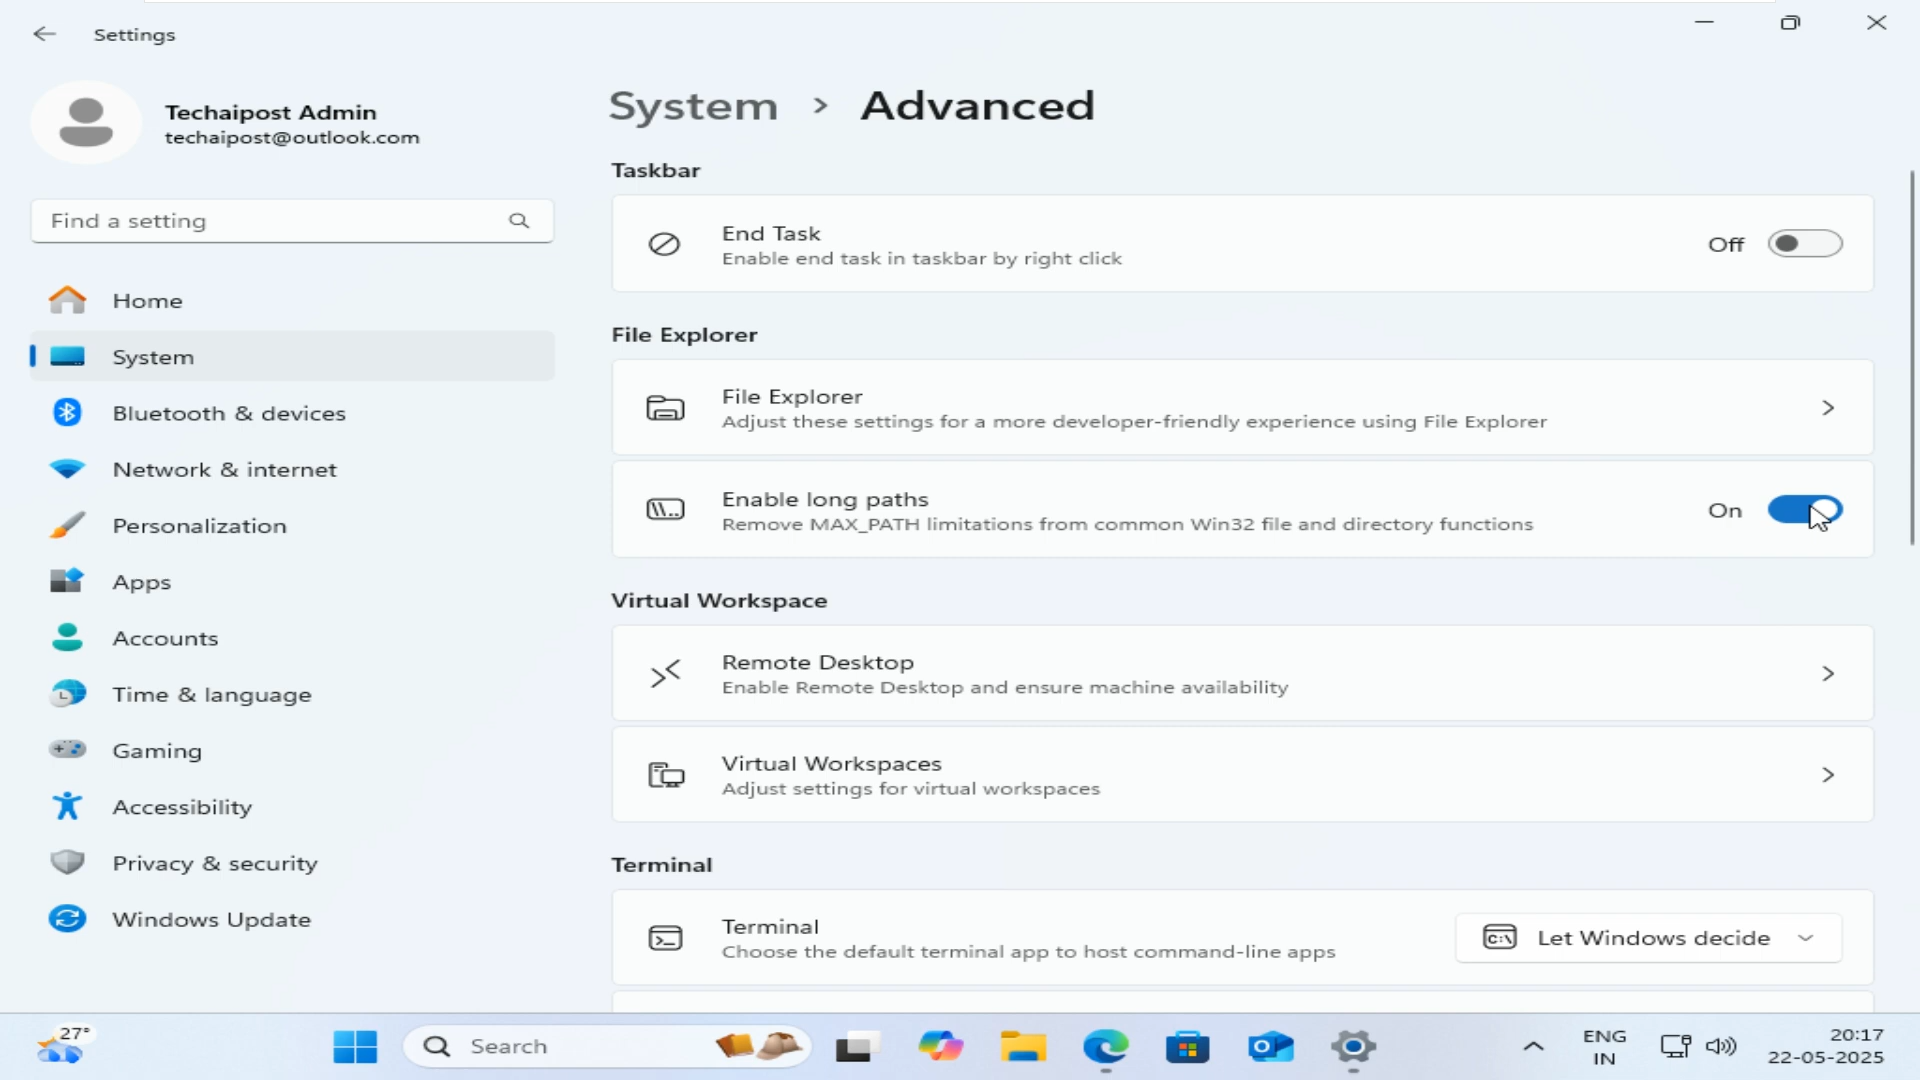 Settings
Techaipost Admin
techaipost@outlook.com
Find a setting
Home
System
Bluetooth & devices
Network & internet
Personalization
Apps
Accounts
Time & language
Gaming
Accessibility
Privacy & security
Windows Update
System > Advanced
Taskbar
End Task
Enable end task in taskbar by right click
Off
File Explorer
File Explorer
Adjust these settings for a more developer-friendly experience using File Explorer
Enable long paths
Remove MAX_PATH limitations from common Win32 file and directory functions
On
Virtual Workspace
Remote Desktop
Enable Remote Desktop and ensure machine availability
Virtual Workspaces
Adjust settings for virtual workspaces
Terminal
Terminal
Choose the default terminal app to host command-line apps
Let Windows decide
27°
Search
ENG
IN
20:17
22-05-2025